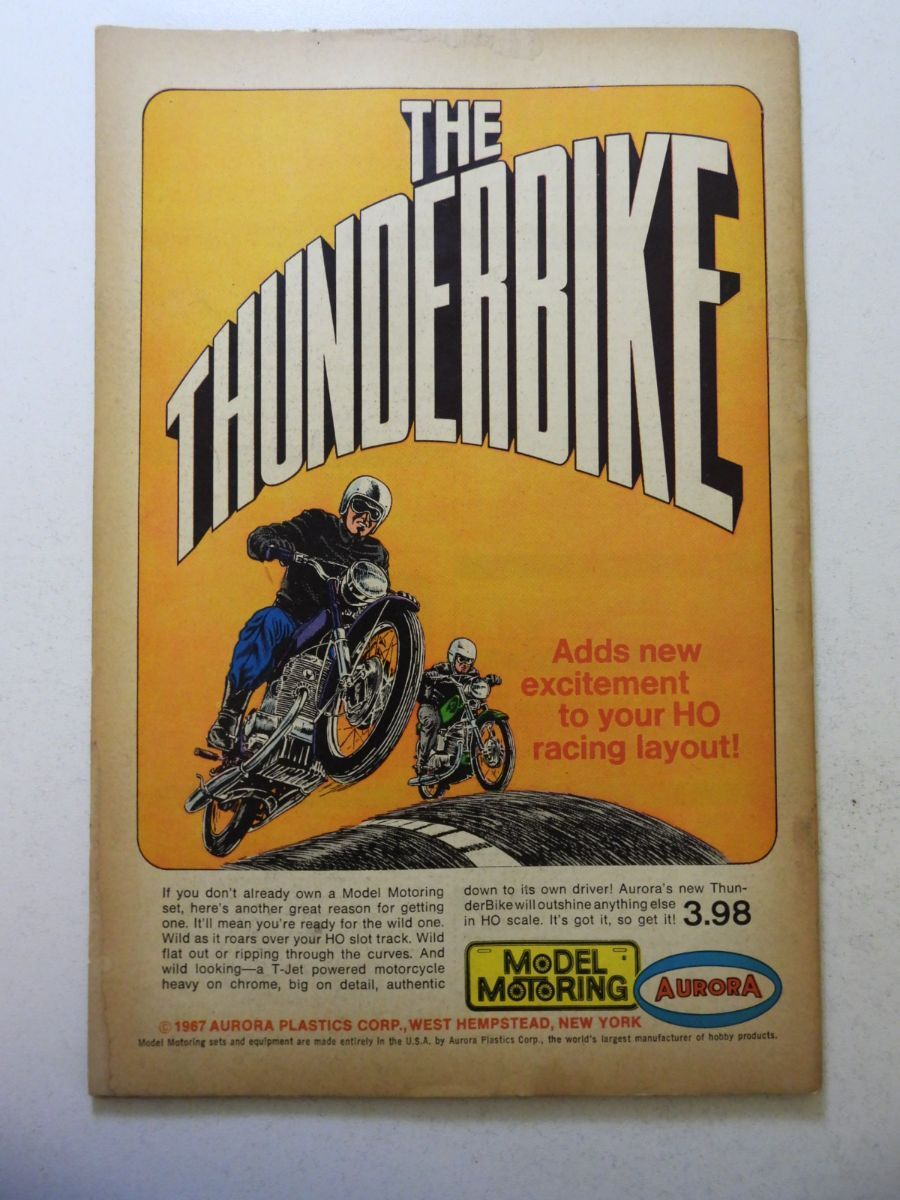 THE
THUNDERBIKE
Adds new
excitement
to your HO
racing layout!
If you don't already own a Model Motoring
set, here's another great reason for getting
one. It'll mean you're ready for the wild one.
Wild as it roars over your HO slot track. Wild
flat out or ripping through the curves. And
wild looking—a T-Jet powered motorcycle
heavy on chrome, big on detail, authentic
down to its own driver! Aurora's new Thun-
derBike will outshine anything else
in HO scale. It's got it, so get it! 3.98
MODEL
MOTORING
AURORA
© 1967 AURORA PLASTICS CORP., WEST HEMPSTEAD, NEW YORK
Model Motoring sets and equipment are made entirely in the U.S.A. by Aurora Plastics Corp., the world's largest manufacturer of hobby products.